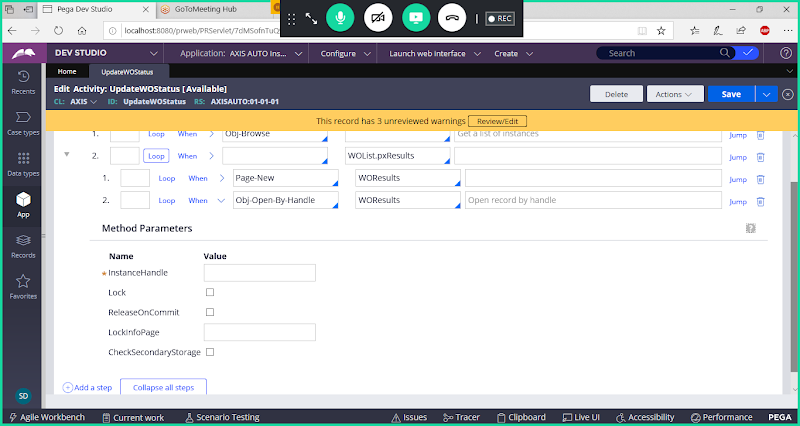 Pega Dev Studio
GoToMeeting Hub
REC
localhost:8080/prweb/PRServlet/7dMSofnTuQ
ABP
DEV STUDIO
Application: AXIS AUTO Ins...
Configure
Launch web interface
Create
Search
Recents
Case types
Data types
App
Records
Favorites
SD
Home
UpdateWOStatus
Edit Activity: UpdateWOStatus [Available]
CL: AXIS ID: UpdateWOStatus RS: AXISAUTO:01-01-01
Delete
Actions
Save
This record has 3 unreviewed warnings Review/Edit
1. Loop When Obj-Browse Get a list of instances Jump
2. Loop When WOList.pxResults Jump
1. Loop When Page-New WOResults Jump
2. Loop When Obj-Open-By-Handle WOResults Open record by handle Jump
Method Parameters
?
Name Value
InstanceHandle
Lock
ReleaseOnCommit
LockInfoPage
CheckSecondaryStorage
Add a step Collapse all steps
Agile Workbench Current work Scenario Testing Issues Tracer Clipboard Live UI Accessibility Performance PEGA